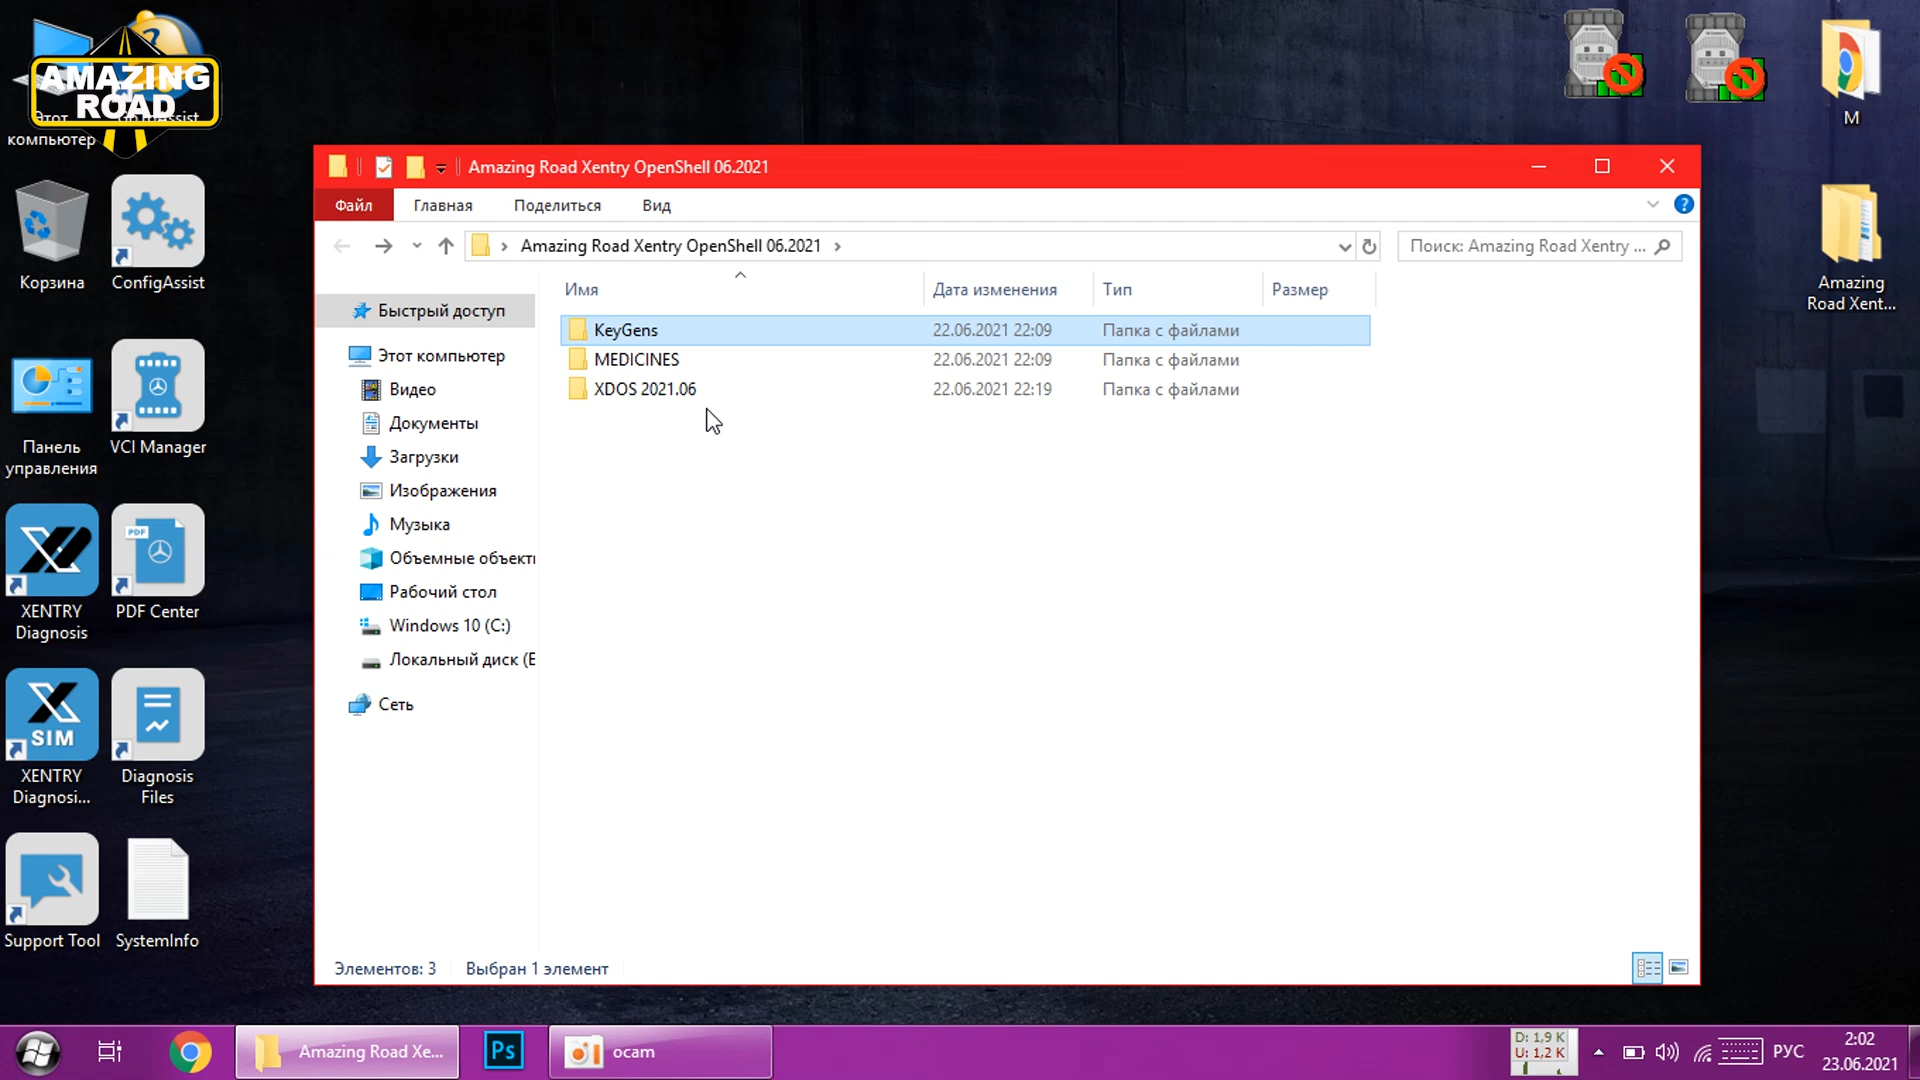 AMAZING
ROAD
Этот
компьютер
Корзина
ConfigAssist
Панель
управления
VCI Manager
XENTRY
Diagnosis
PDF
PDF Center
SIM
XENTRY
Diagnosi...
Diagnosis
Files
Support Tool
SystemInfo
M
Amazing
Road Xent...
Amazing Road Xentry OpenShell 06.2021
Файл
Главная
Поделиться
Вид
Amazing Road Xentry OpenShell 06.2021
Поиск: Amazing Road Xentry ...
Имя
Дата изменения
Тип
Размер
KeyGens 22.06.2021 22:09 Папка с файлами
MEDICINES 22.06.2021 22:09 Папка с файлами
XDOS 2021.06 22.06.2021 22:19 Папка с файлами
Быстрый доступ
Этот компьютер
Видео
Документы
Загрузки
Изображения
Музыка
Объемные объект
Рабочий стол
Windows 10 (C:)
Локальный диск (E
Сеть
Элементов: 3
Выбран 1 элемент
Amazing Road Xe...
Ps
ocam
D: 1,9 K
U: 1,2 K
РУС
2:02
23.06.2021